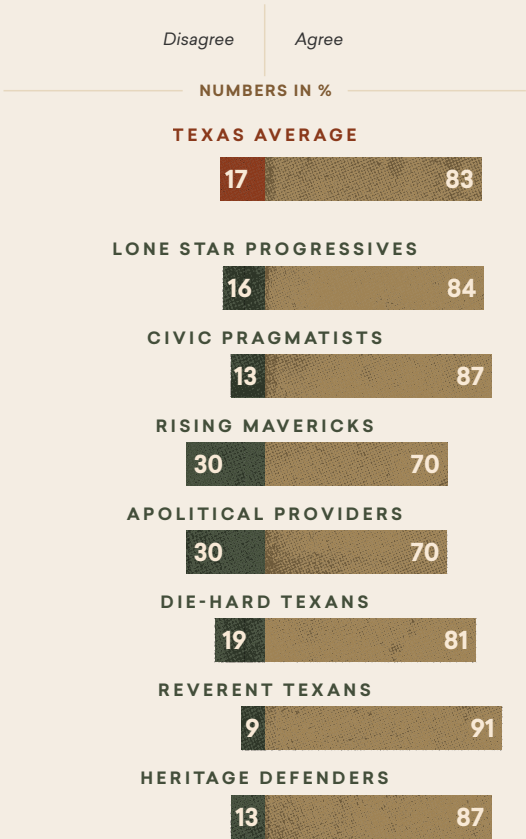 Disagree Agree
NUMBERS IN %
TEXAS AVERAGE
17 83
LONE STAR PROGRESSIVES
16 84
CIVIC PRAGMATISTS
13 87
RISING MAVERICKS
30 70
APOLITICAL PROVIDERS
30 70
DIE-HARD TEXANS
19 81
REVERENT TEXANS
9 91
HERITAGE DEFENDERS
13 87